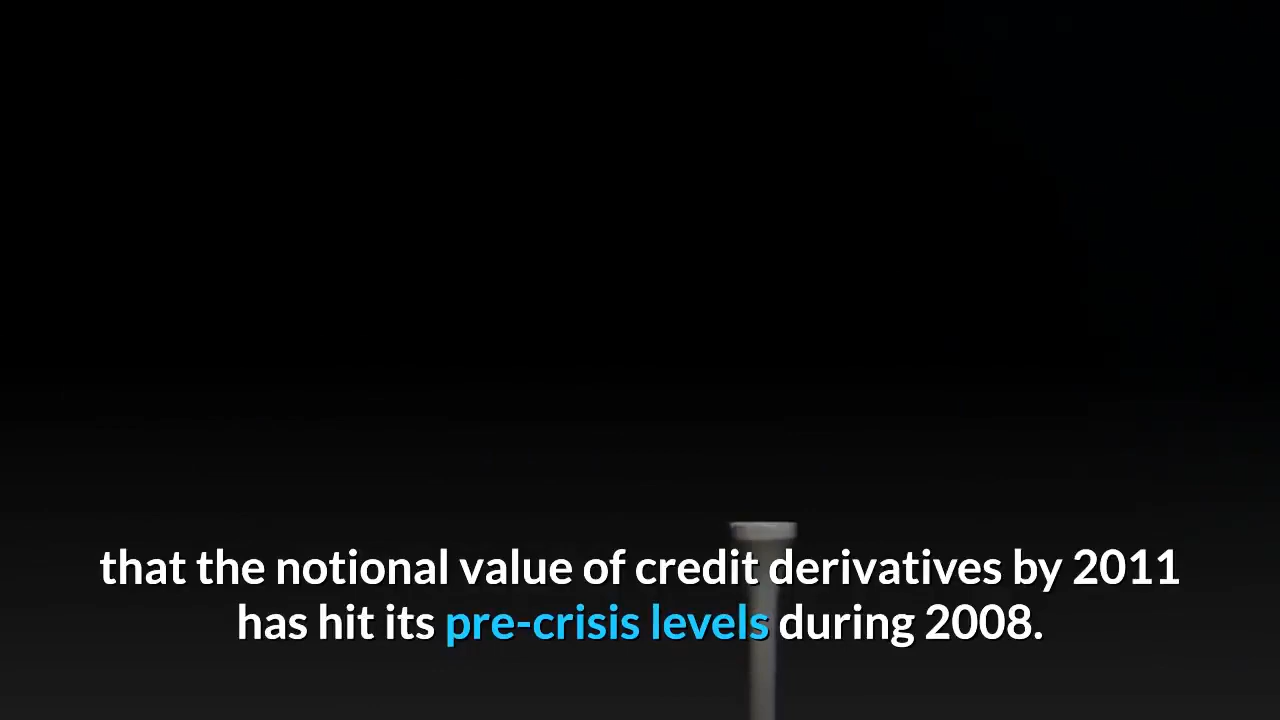 that the notional value of credit derivatives by 2011
has hit its pre-crisis levels during 2008.